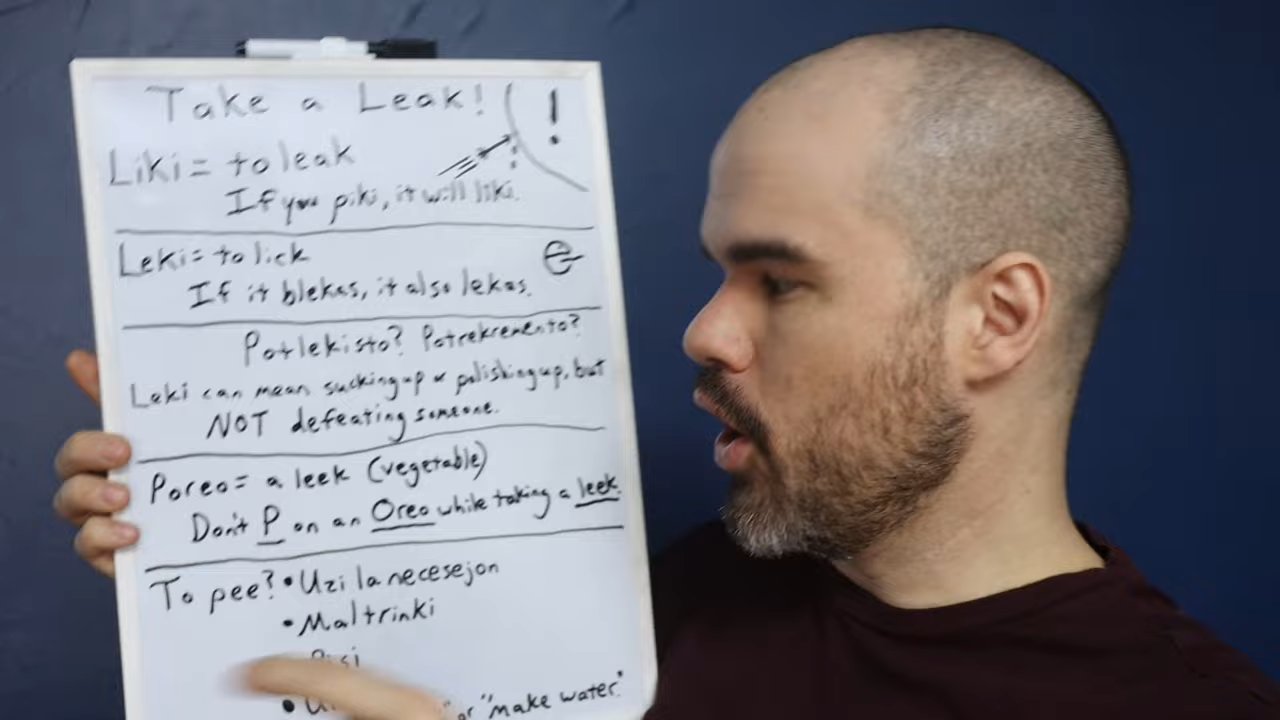 Take a Leak!
!
Liki = to leak
If you piki, it will liki.
Leki = to lick
If it blekas, it also lekas.
Potlekisto? Potrekremento?
Leki can mean sucking up or polishing up, but
NOT defeating someone.
Poreo = a leek (vegetable)
Don't P on an Oreo while taking a leek.
To pee? • Uzi la necesejon
• Maltrinki
• or "make water."